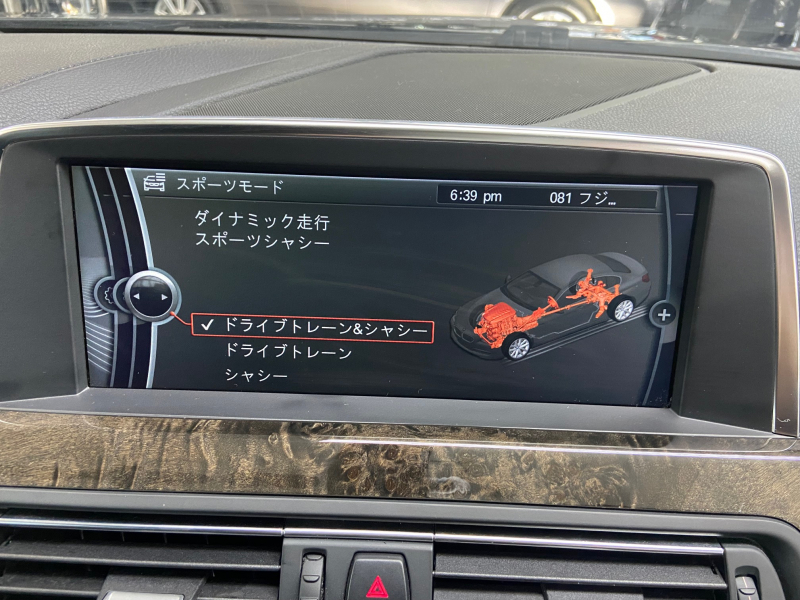 スポーツモード
6:39 pm
081 フジ...
ダイナミック走行
スポーツシャシー
✓ ドライブトレーン&シャシー
ドライブトレーン
シャシー